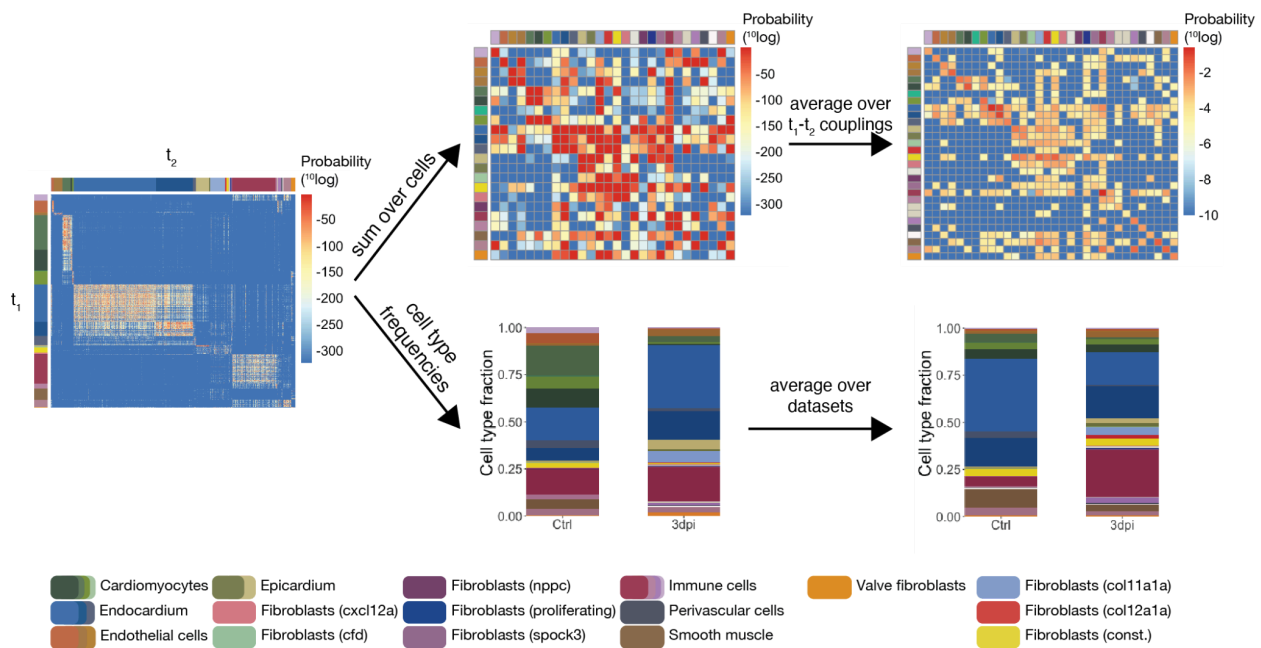 t2
Probability
(10log)
-50
-100
-150
-200
-250
-300
t1
sum over cells
cell type
frequencies
Probability
(10log)
-50
-100
-150
-200
-250
-300
average over
t1-t2 couplings
Probability
(10log)
-2
-4
-6
-8
-10
Cell type fraction
1.00
0.75
0.50
0.25
0.00
Ctrl 3dpi
average over
datasets
Cell type fraction
1.00
0.75
0.50
0.25
0.00
Ctrl 3dpi
Cardiomyocytes Epicardium Fibroblasts (nppc) Immune cells Valve fibroblasts Fibroblasts (col11a1a)
Endocardium Fibroblasts (cxcl12a) Fibroblasts (proliferating) Perivascular cells Fibroblasts (col12a1a)
Endothelial cells Fibroblasts (cfd) Fibroblasts (spock3) Smooth muscle Fibroblasts (const.)